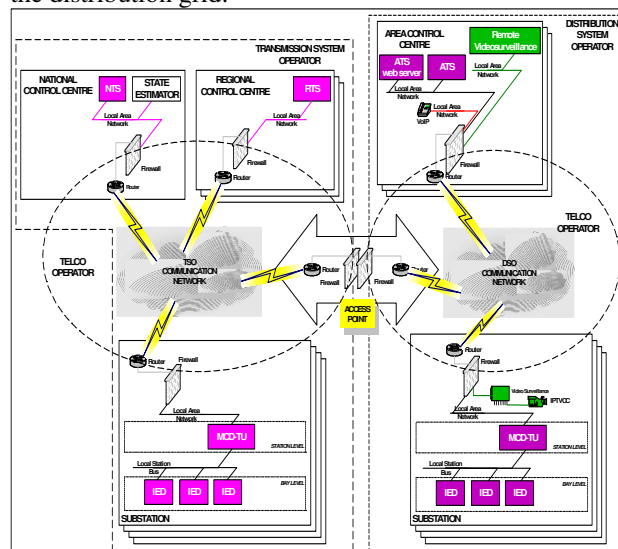 the distribution grid.
TRANSMISSION SYSTEM
OPERATOR
DISTRIBUTION
SYSTEM
OPERATOR
NATIONAL
CONTROL CENTRE
NTS
STATE
ESTIMATOR
Local Area
Network
Firewall
Router
REGIONAL
CONTROL CENTRE
RTS
Local Area
Network
Firewall
Router
AREA CONTROL
CENTRE
Remote
Videosurveillance
ATS
web server
ATS
Local Area
Network
Local Area
Network
VoIP
Local Area
Network
Firewall
Router
TELCO
OPERATOR
TSO
COMMUNICATION
NETWORK
Router
Firewall
Router
Firewall
ACCESS
POINT
TELCO
OPERATOR
DSO
COMMUNICATION
NETWORK
Router
Firewall
Local Area
Network
MCD-TU
STATION LEVEL
Local Station
Bus
BAY LEVEL
IED
IED
IED
SUBSTATION
Router
Firewall
Video Surveillance
IPTVCC
Local Area
Network
MCD-TU
STATION LEVEL
Local Station
Bus
BAY LEVEL
IED
IED
IED
SUBSTATION